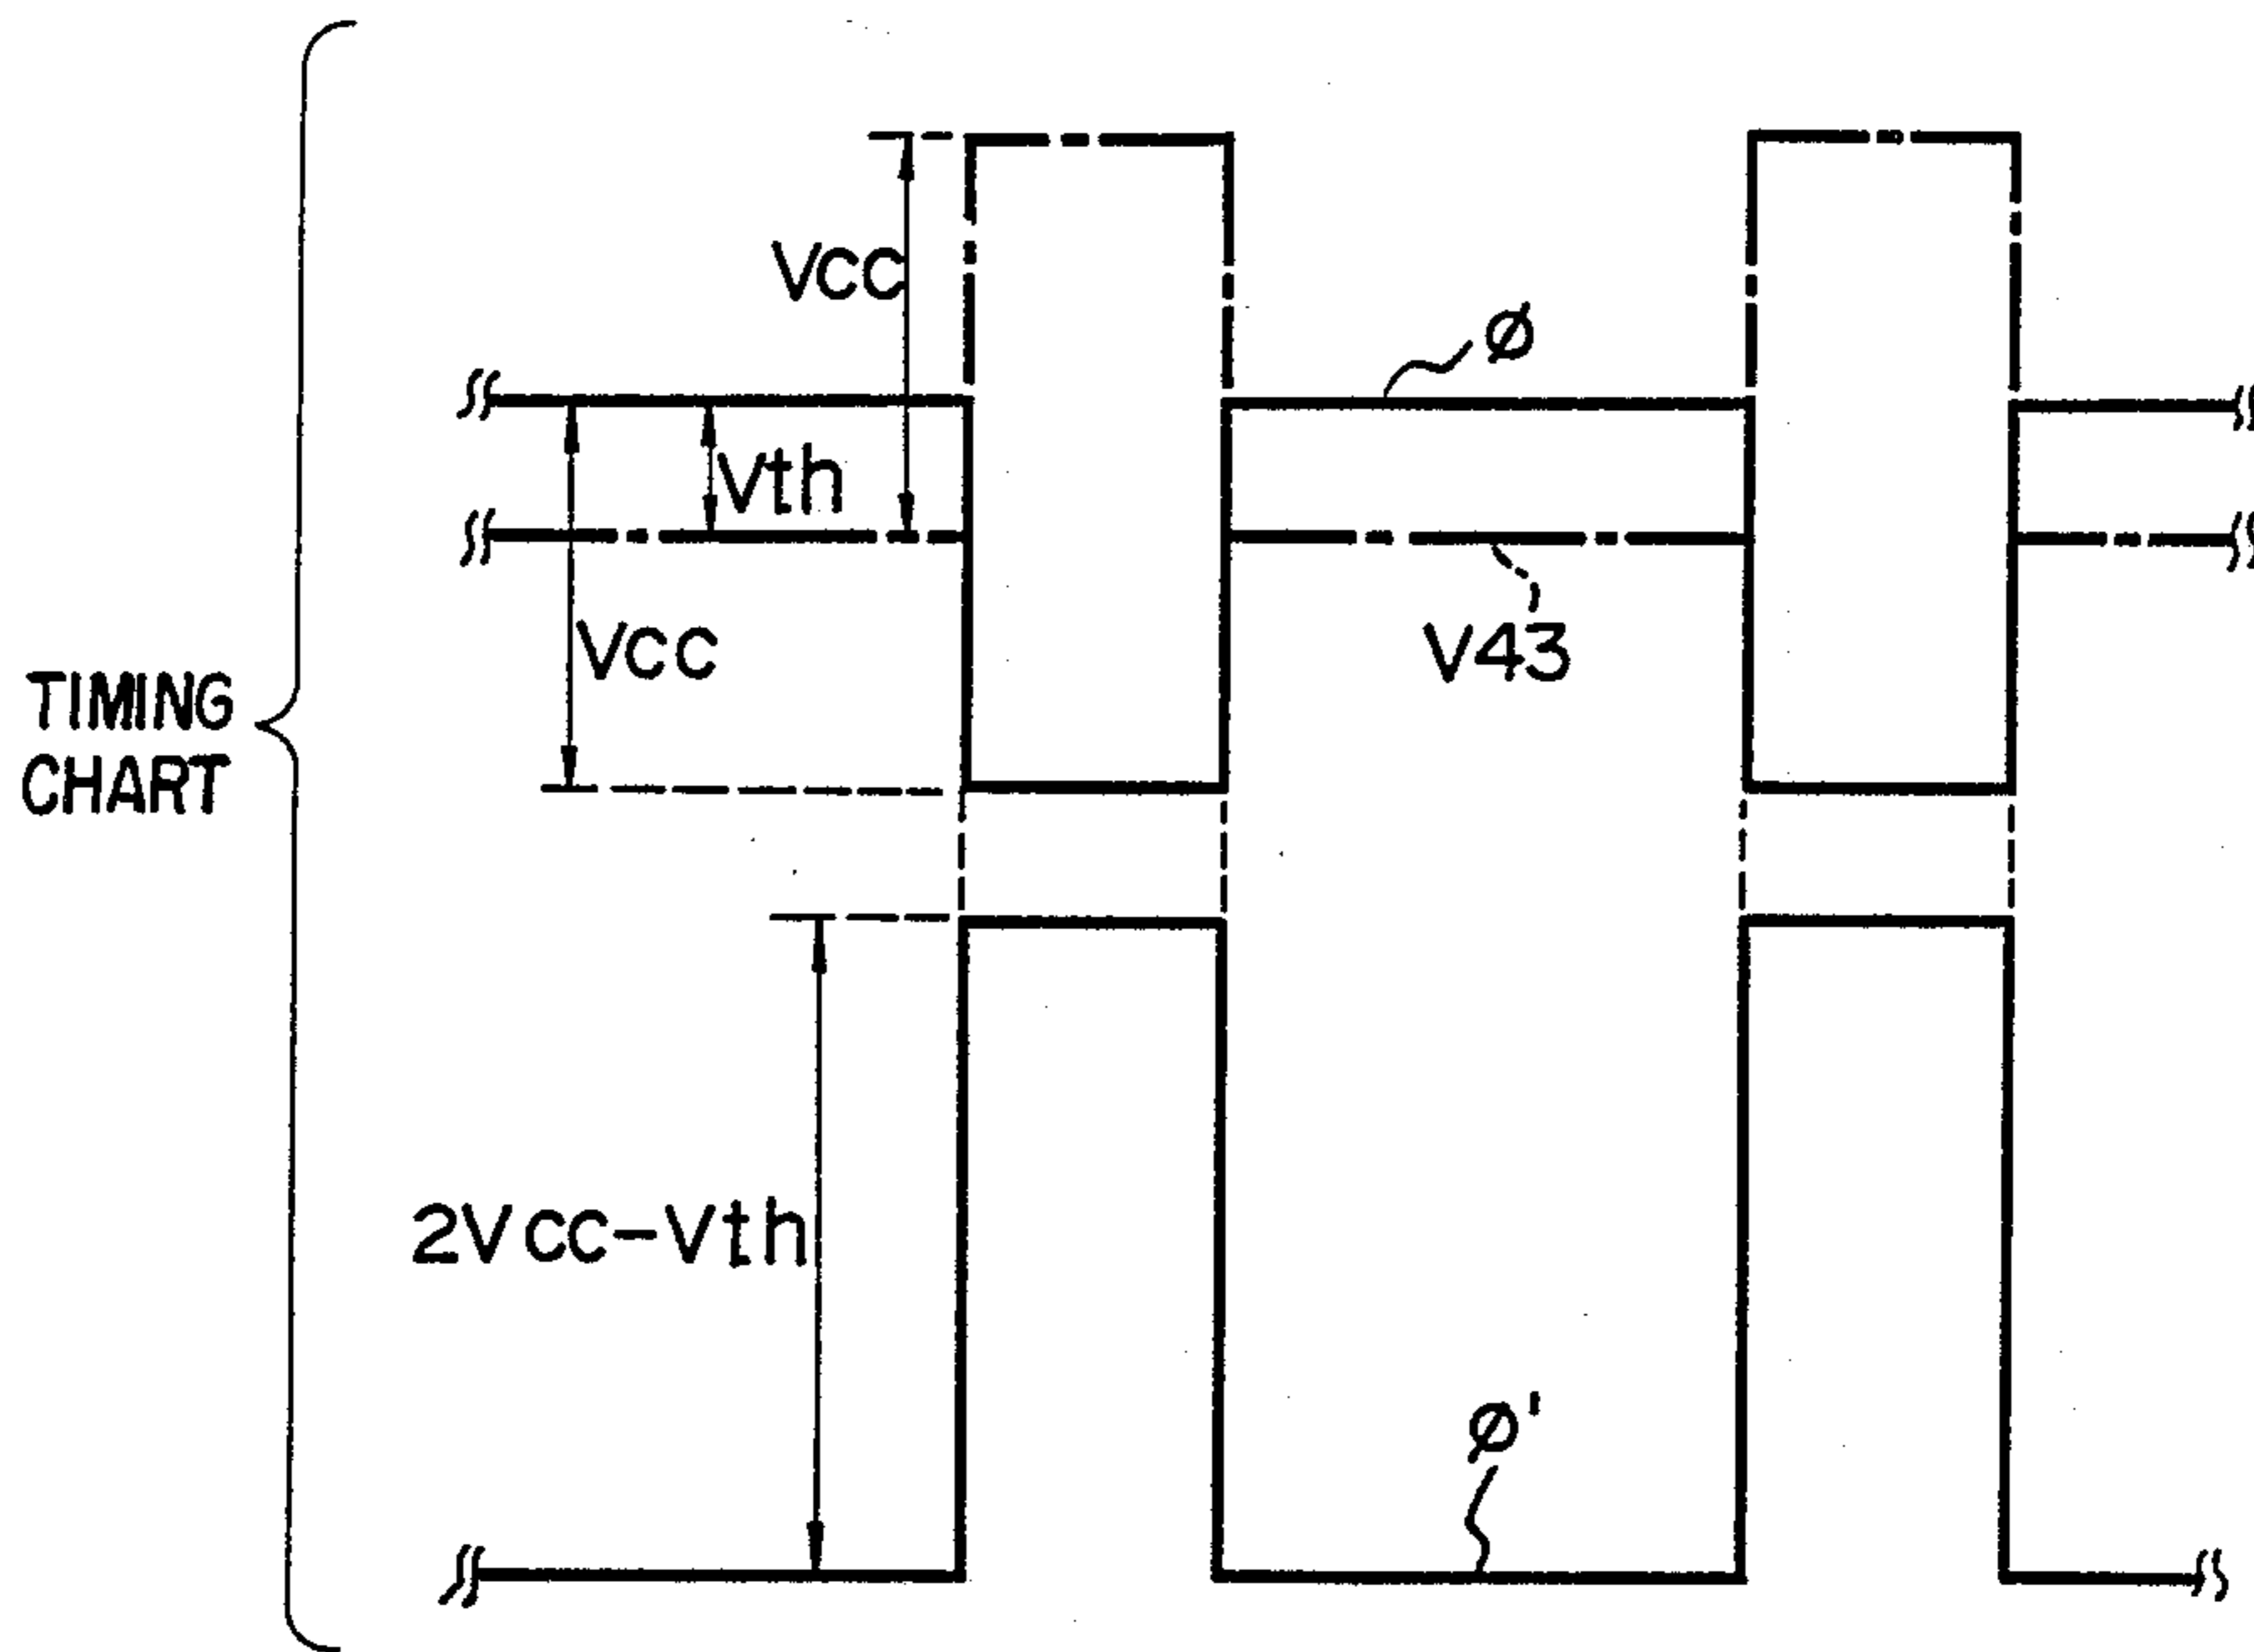 TIMING
CHART
Vcc
ø
Vth
Vcc
V43
2Vcc-Vth
ø'